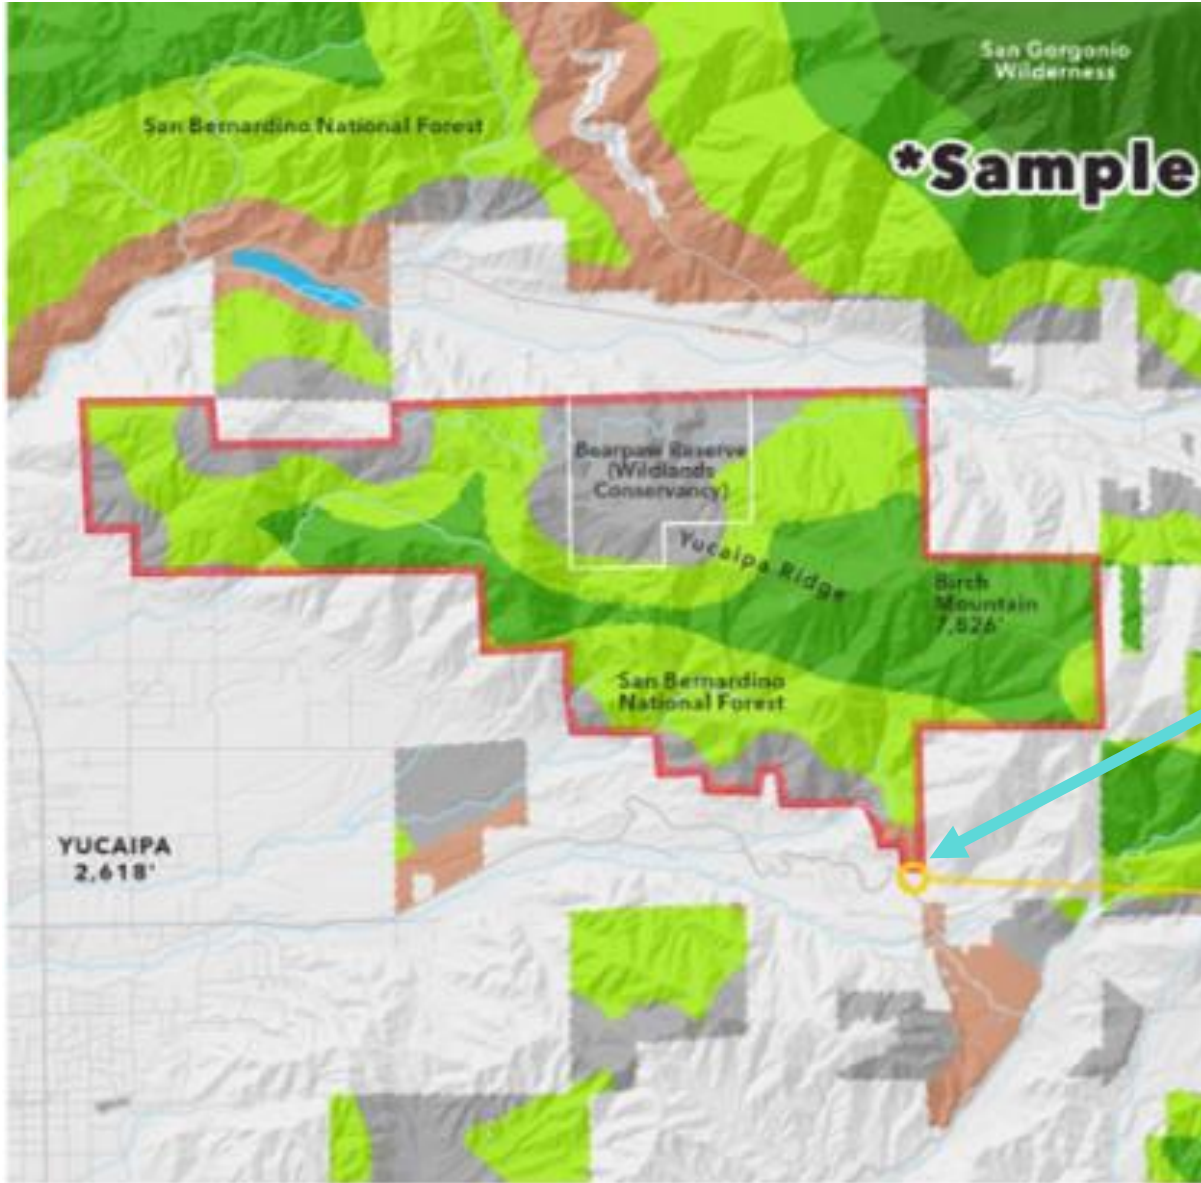 San Gorgonio
Wilderness
San Bernardino National Forest
*Sample
Bearpaw Reserve
(Wildlands
Conservancy)
Yucaipa Ridge
Birch
Mountain
7,826'
San Bernardino
National Forest
YUCAIPA
2,618'